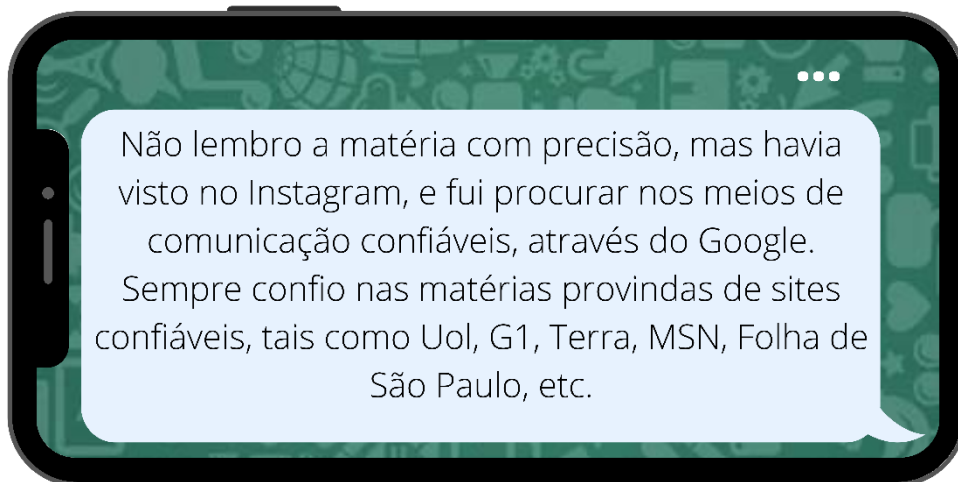 Não lembro a matéria com precisão, mas havia
visto no Instagram, e fui procurar nos meios de
comunicação confiáveis, através do Google.
Sempre confio nas matérias provindas de sites
confiáveis, tais como Uol, G1, Terra, MSN, Folha de
São Paulo, etc.